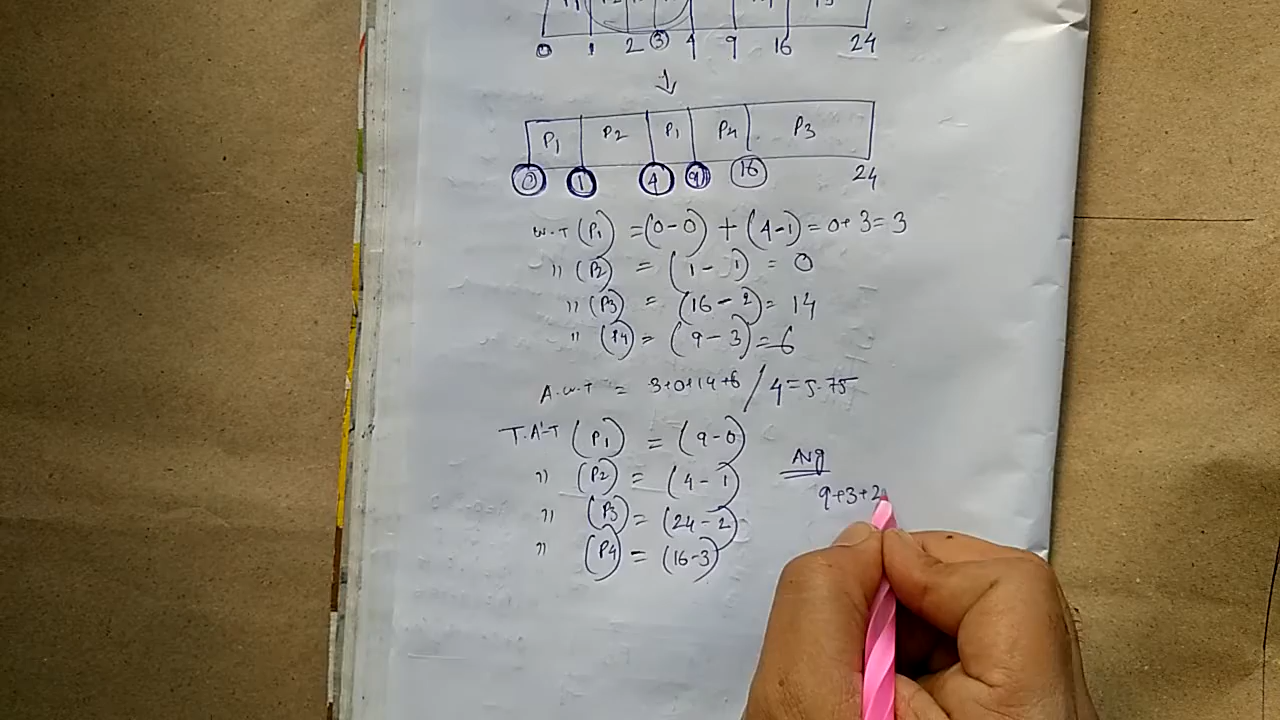 0 1 2 3 4 9 16 24
P1 P2 P1 P4 P3
0 1 4 9 16 24
W.T (P1) = (0-0) + (4-1) = 0+3 = 3
" (P2) = (1-1) = 0
" (P3) = (16-2) = 14
" (P4) = (9-3) = 6
A.W.T = 3+0+14+6 / 4 = 5.75
T.A.T (P1) = (9-0)
" (P2) = (4-1)
" (P3) = (24-2)
" (P4) = (16-3)
Avg
9+3+2